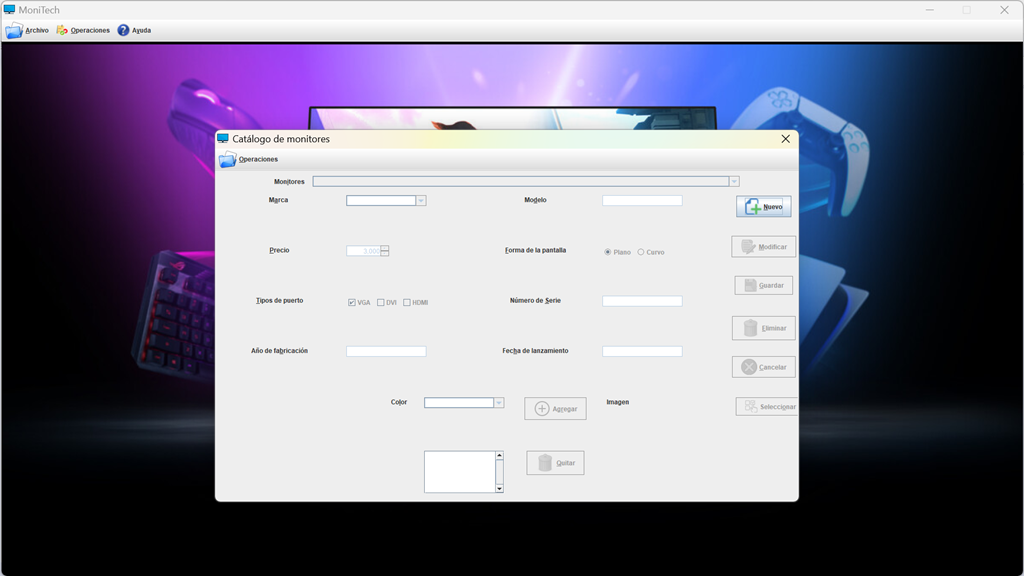 MoniTech
Archivo Operaciones Ayuda
Catálogo de monitores
Operaciones
Monitores
Marca Modelo Nuevo
Precio 3.000 Forma de la pantalla Plano Curvo Modificar
Guardar
Tipos de puerto VGA DVI HDMI Número de Serie
Eliminar
Año de fabricación Fecha de lanzamiento
Cancelar
Color Agregar Imagen Seleccionar
Quitar